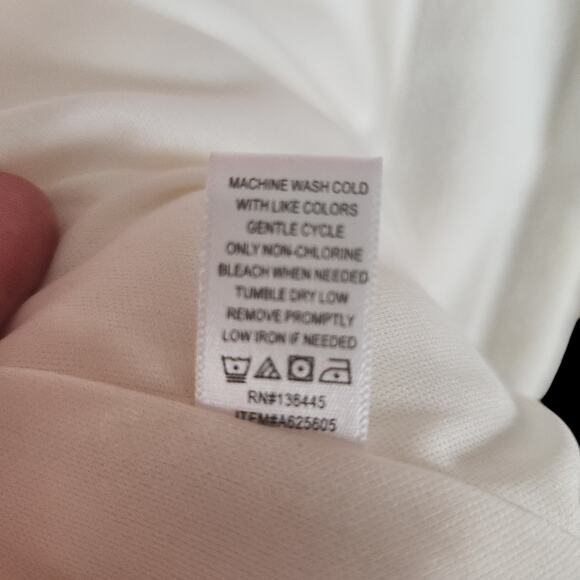 MACHINE WASH COLD
WITH LIKE COLORS
GENTLE CYCLE
ONLY NON-CHLORINE
BLEACH WHEN NEEDED
TUMBLE DRY LOW
REMOVE PROMPTLY
LOW IRON IF NEEDED
RN#136445
ITEM#A625605